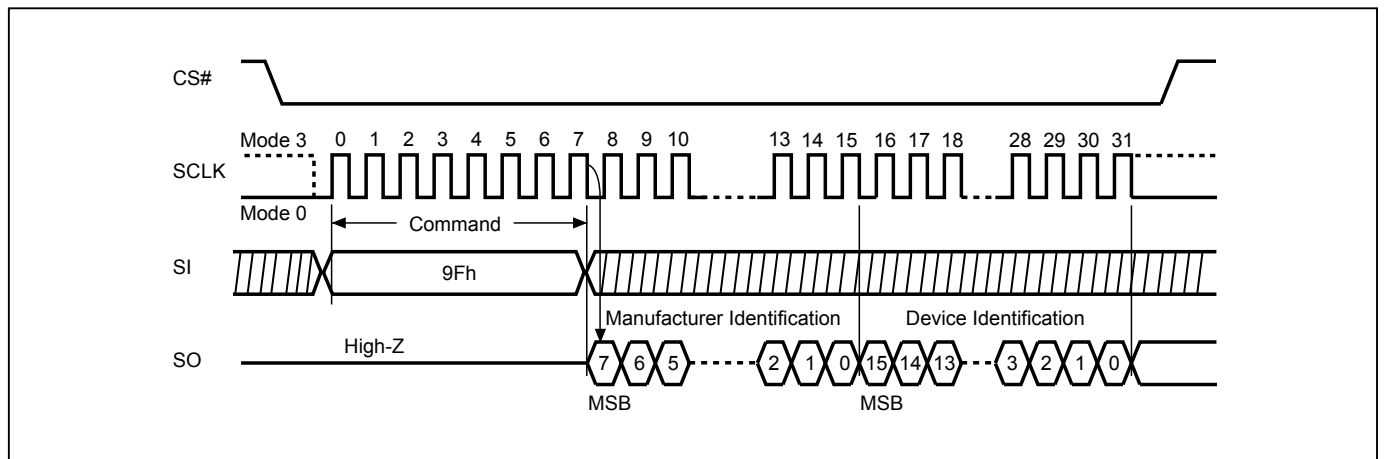 CS#
Mode 3 0 1 2 3 4 5 6 7 8 9 10 13 14 15 16 17 18 28 29 30 31
SCLK
Mode 0
Command
SI
9Fh
Manufacturer Identification Device Identification
SO High-Z
7 6 5 2 1 0 15 14 13 3 2 1 0
MSB MSB